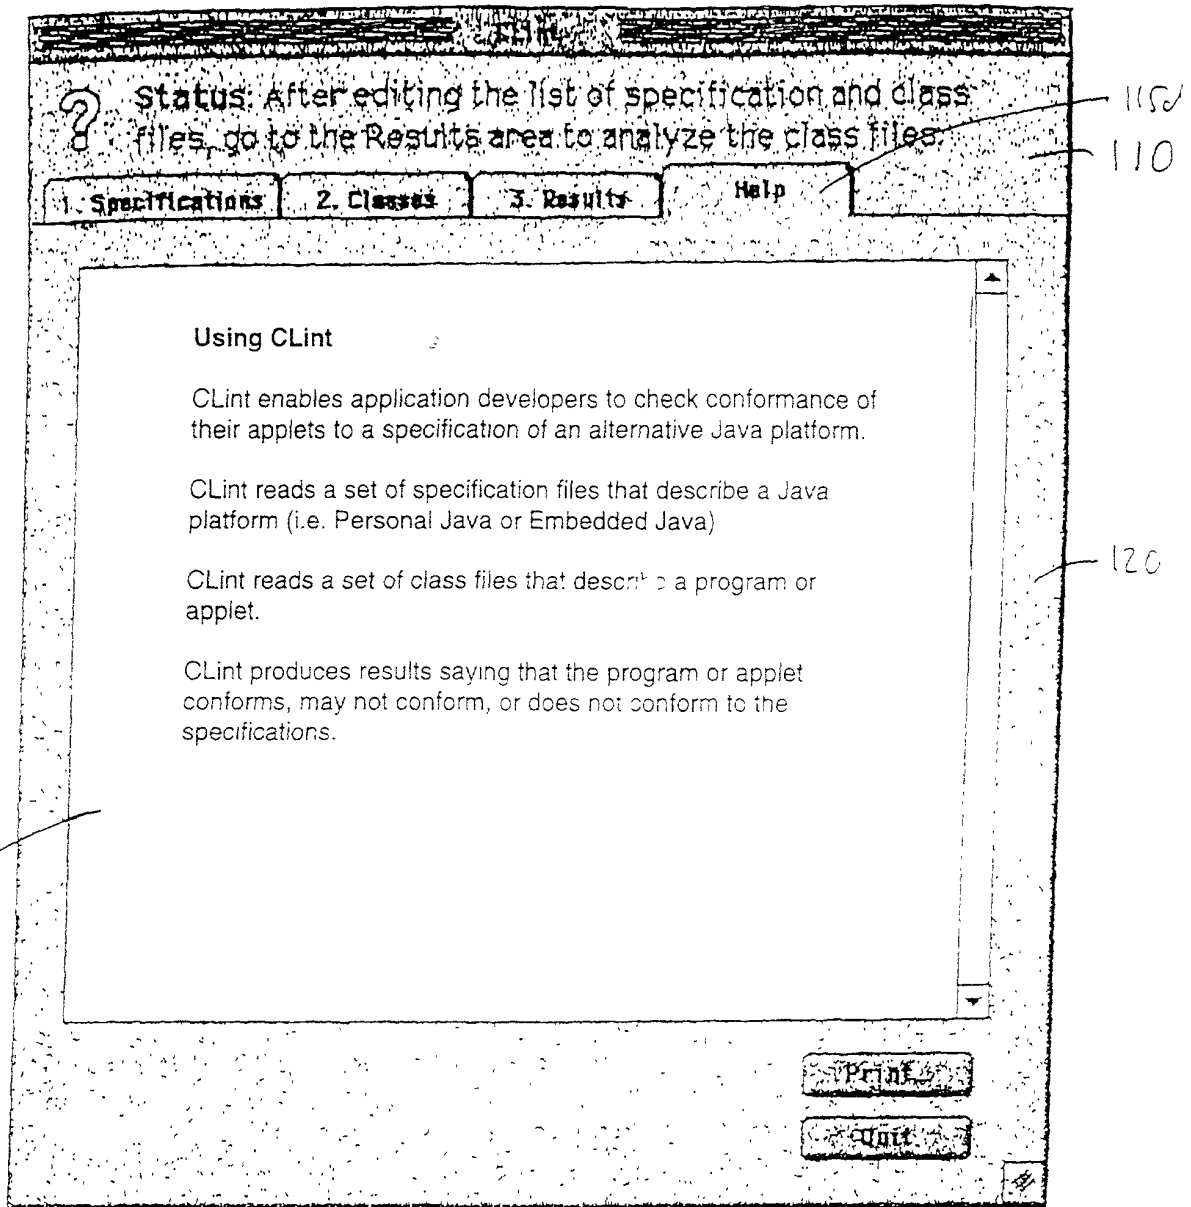 Status: After editing the list of specification and class
files, go to the Results area to analyze the class files.
115d
110
1. Specifications
2. Classes
3. Results
Help
Using CLint
CLint enables application developers to check conformance of
their applets to a specification of an alternative Java platform.
CLint reads a set of specification files that describe a Java
platform (i.e. Personal Java or Embedded Java)
120
CLint reads a set of class files that describe a program or
applet.
CLint produces results saying that the program or applet
conforms, may not conform, or does not conform to the
specifications.
Print...
Quit